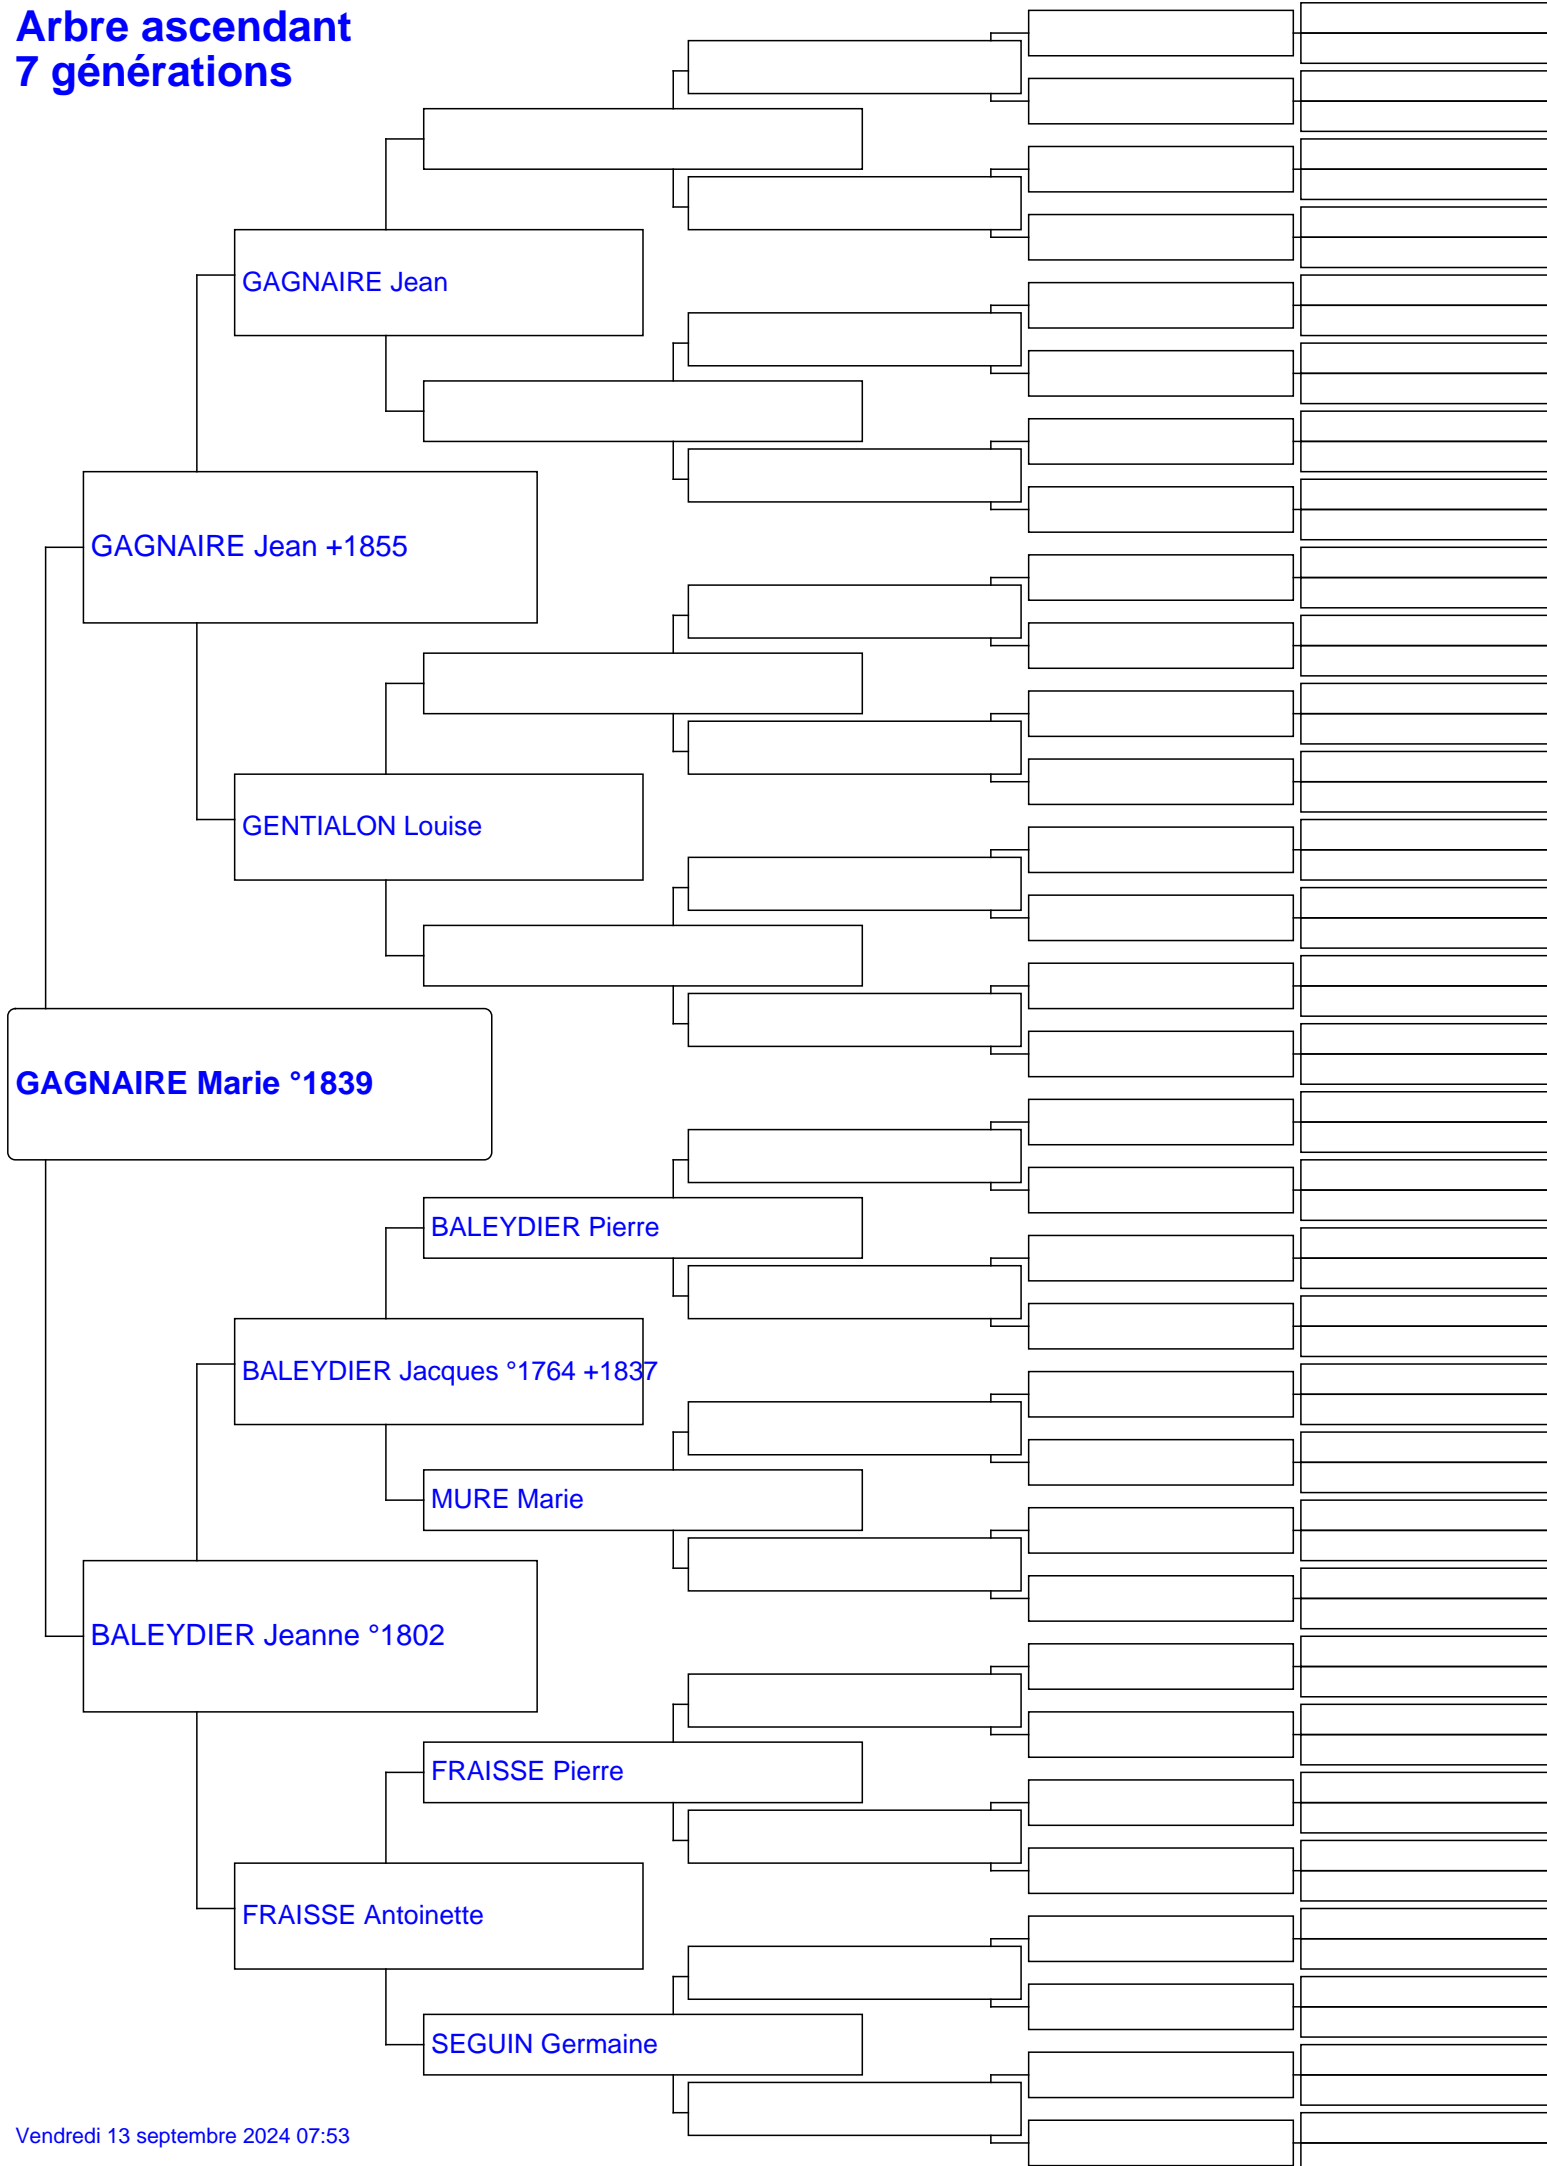 Arbre ascendant
7 générations
GAGNAIRE Jean
GAGNAIRE Jean +1855
GENTIALON Louise
GAGNAIRE Marie °1839
BALEYDIER Pierre
BALEYDIER Jacques °1764 +1837
MURE Marie
BALEYDIER Jeanne °1802
FRAISSE Pierre
FRAISSE Antoinette
SEGUIN Germaine
Vendredi 13 septembre 2024 07:53